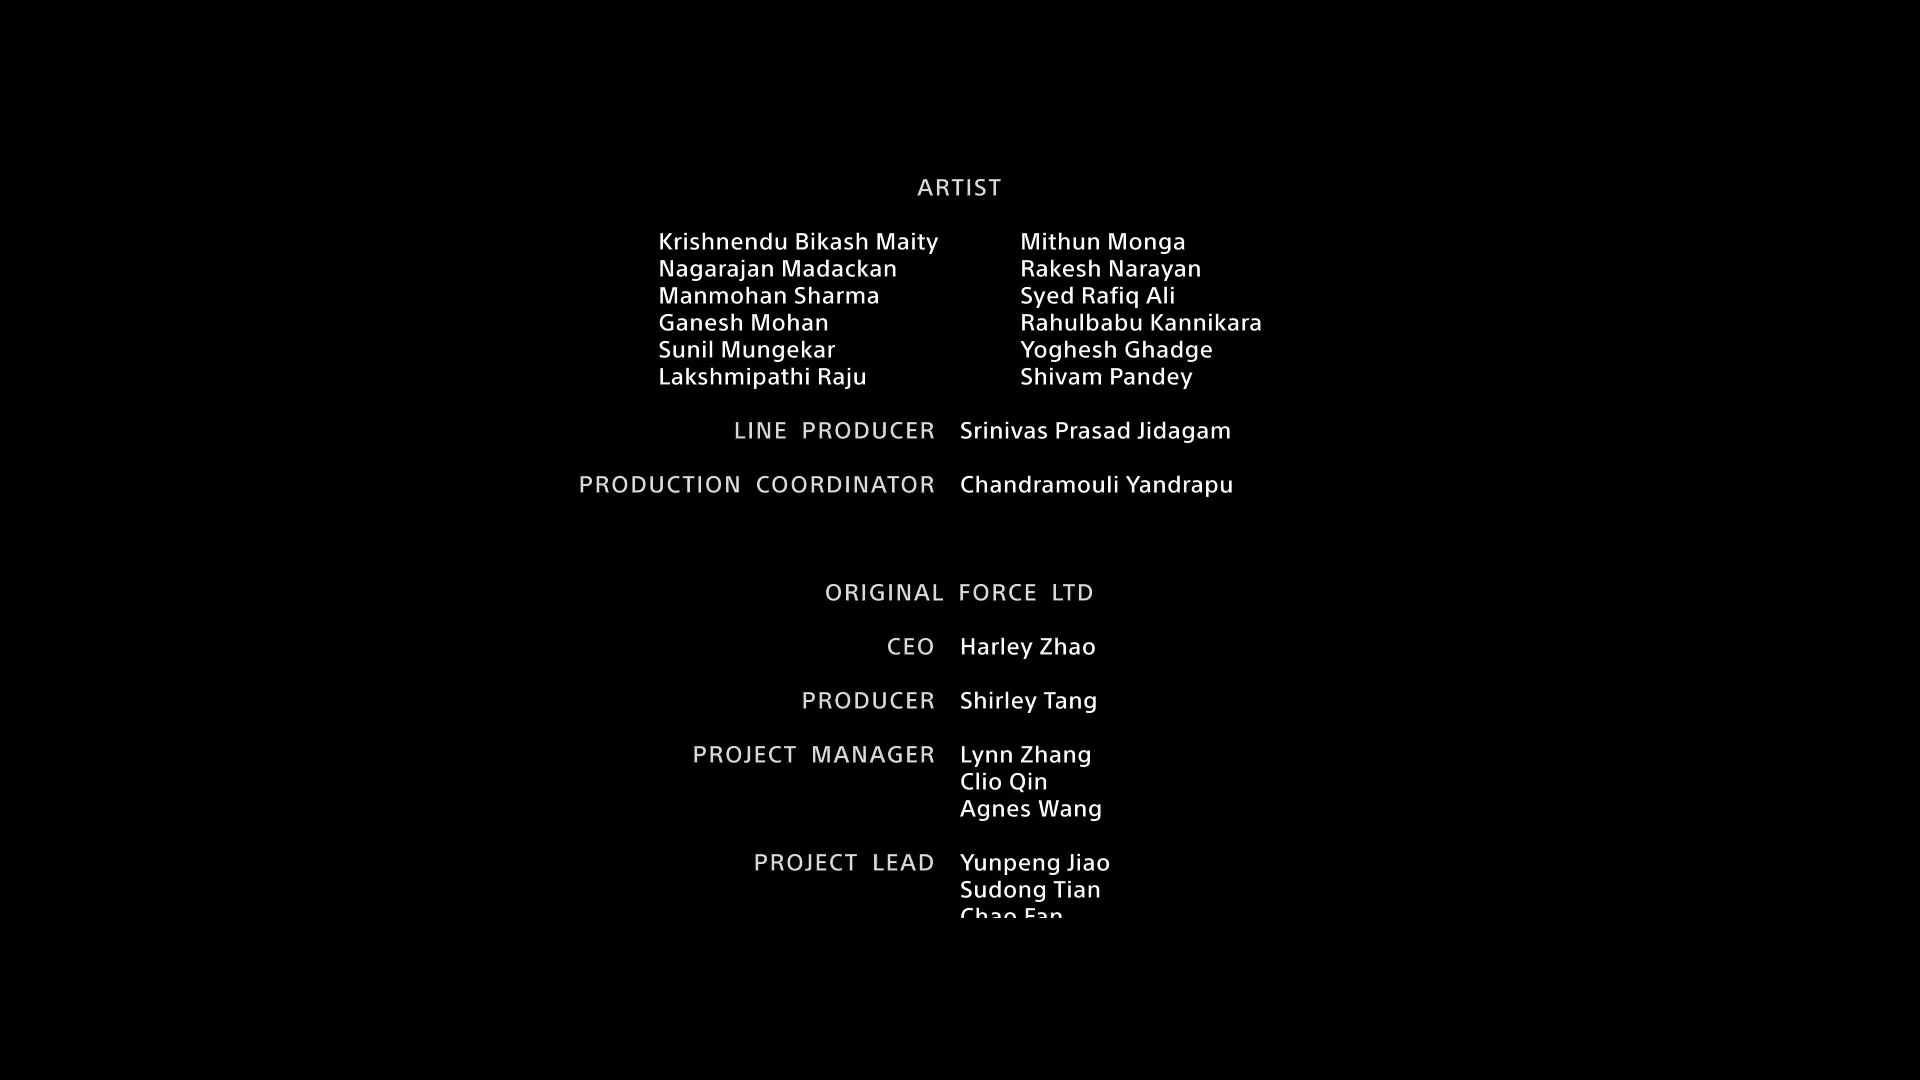 ARTIST
Krishnendu Bikash Maity Mithun Monga
Nagarajan Madackan Rakesh Narayan
Manmohan Sharma Syed Rafiq Ali
Ganesh Mohan Rahulbabu Kannikara
Sunil Mungekar Yoghesh Ghadge
Lakshmipathi Raju Shivam Pandey
LINE PRODUCER Srinivas Prasad Jidagam
PRODUCTION COORDINATOR Chandramouli Yandrapu
ORIGINAL FORCE LTD
CEO Harley Zhao
PRODUCER Shirley Tang
PROJECT MANAGER Lynn Zhang
Clio Qin
Agnes Wang
PROJECT LEAD Yunpeng Jiao
Sudong Tian
Chao Fan